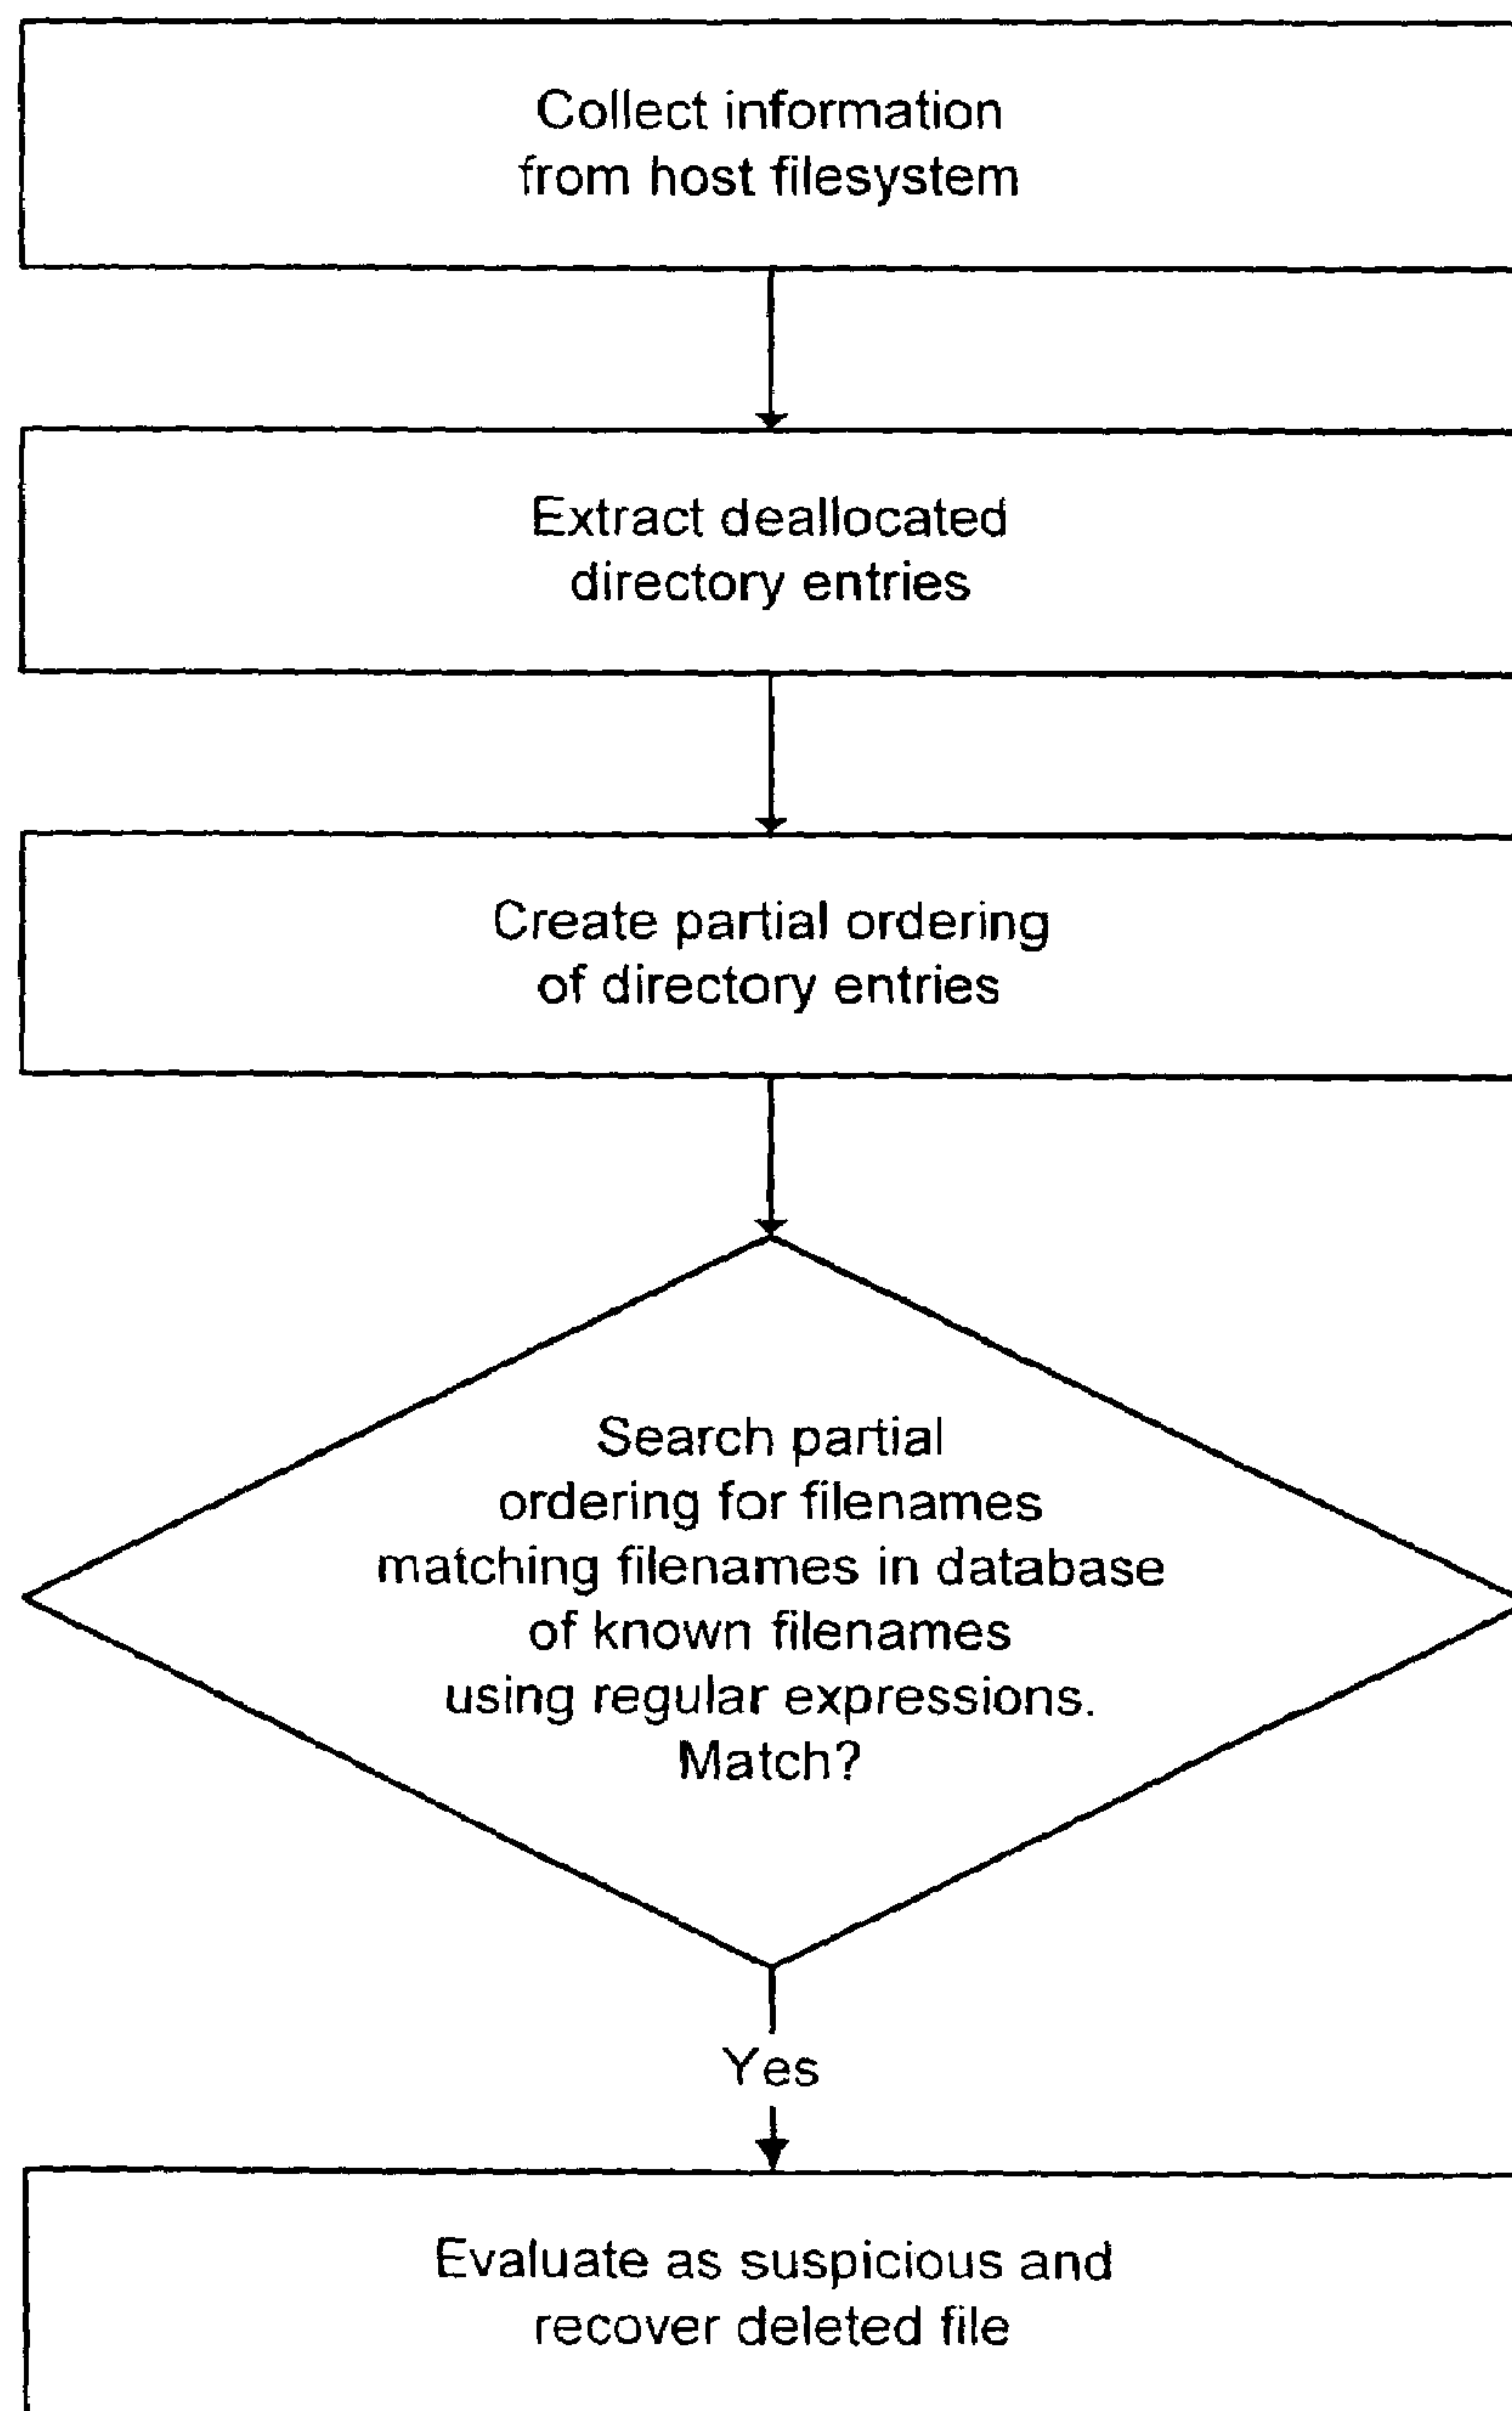 Collect information
from host filesystem
Extract deallocated
directory entries
Create partial ordering
of directory entries
Search partial
ordering for filenames
matching filenames in database
of known filenames
using regular expressions.
Match?
Yes
Evaluate as suspicious and
recover deleted file